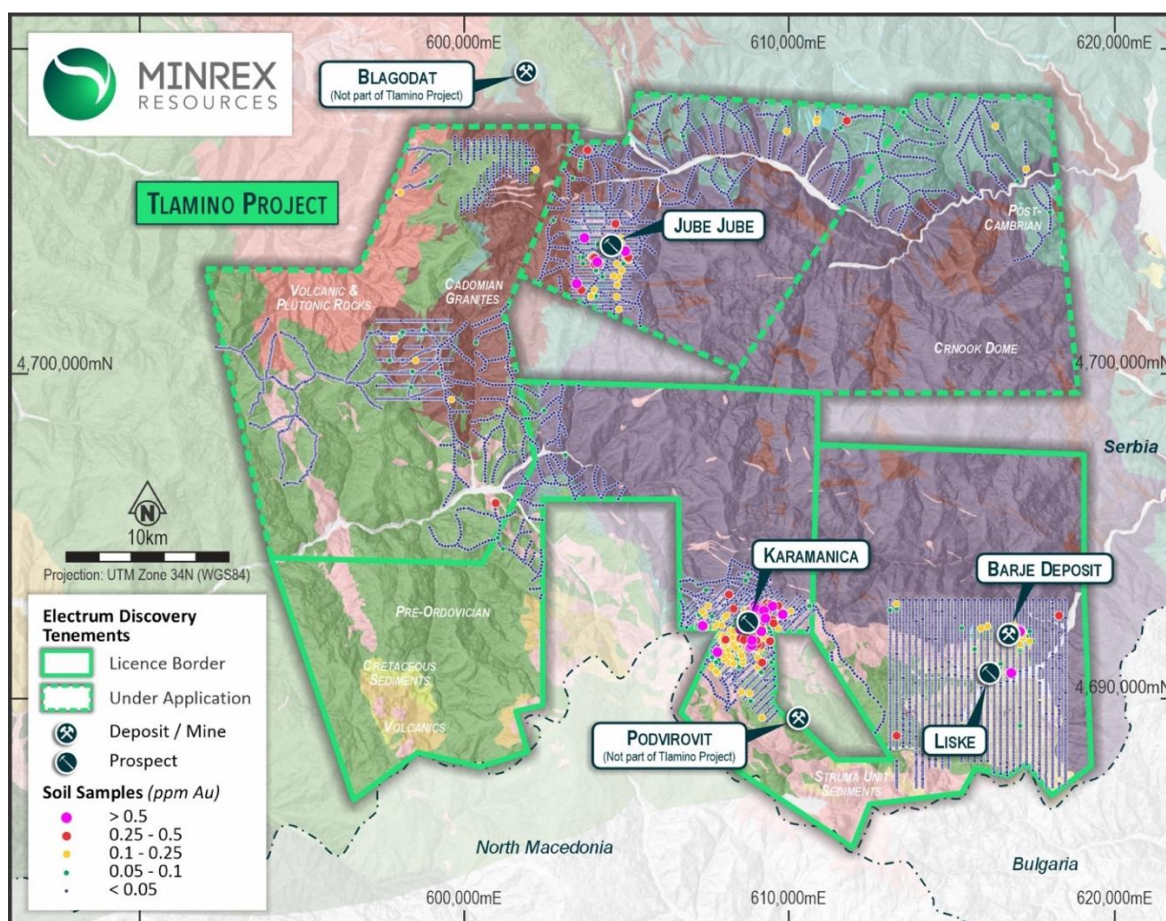 600,000mE
610,000mE
620,000mE
MINREX
RESOURCES
BLAGODAT
(Not part of Tlamino Project)
TLAMINO PROJECT
JUBE JUBE
POST-
CAMBRIAN
VOLCANIC &
PLUTONIC ROCKS
CADOMIAN
GRANITES
CRNOOK DOME
4,700,000mN
4,700,000mN
Serbia
N
10km
Projection: UTM Zone 34N (WGS84)
KARAMANICA
BARJE DEPOSIT
Electrum Discovery
Tenements
Licence Border
Under Application
Deposit / Mine
Prospect
Soil Samples (ppm Au)
> 0.5
0.25 - 0.5
0.1 - 0.25
0.05 - 0.1
< 0.05
PRE-ORDOVICIAN
CRETACEOUS
SEDIMENTS
VOLCANICS
4,690,000mN
PODVIROVIT
(Not part of Tlamino Project)
LISKE
STRUMA UNIT
SEDIMENTS
North Macedonia
Bulgaria
600,000mE
610,000mE
620,000mE